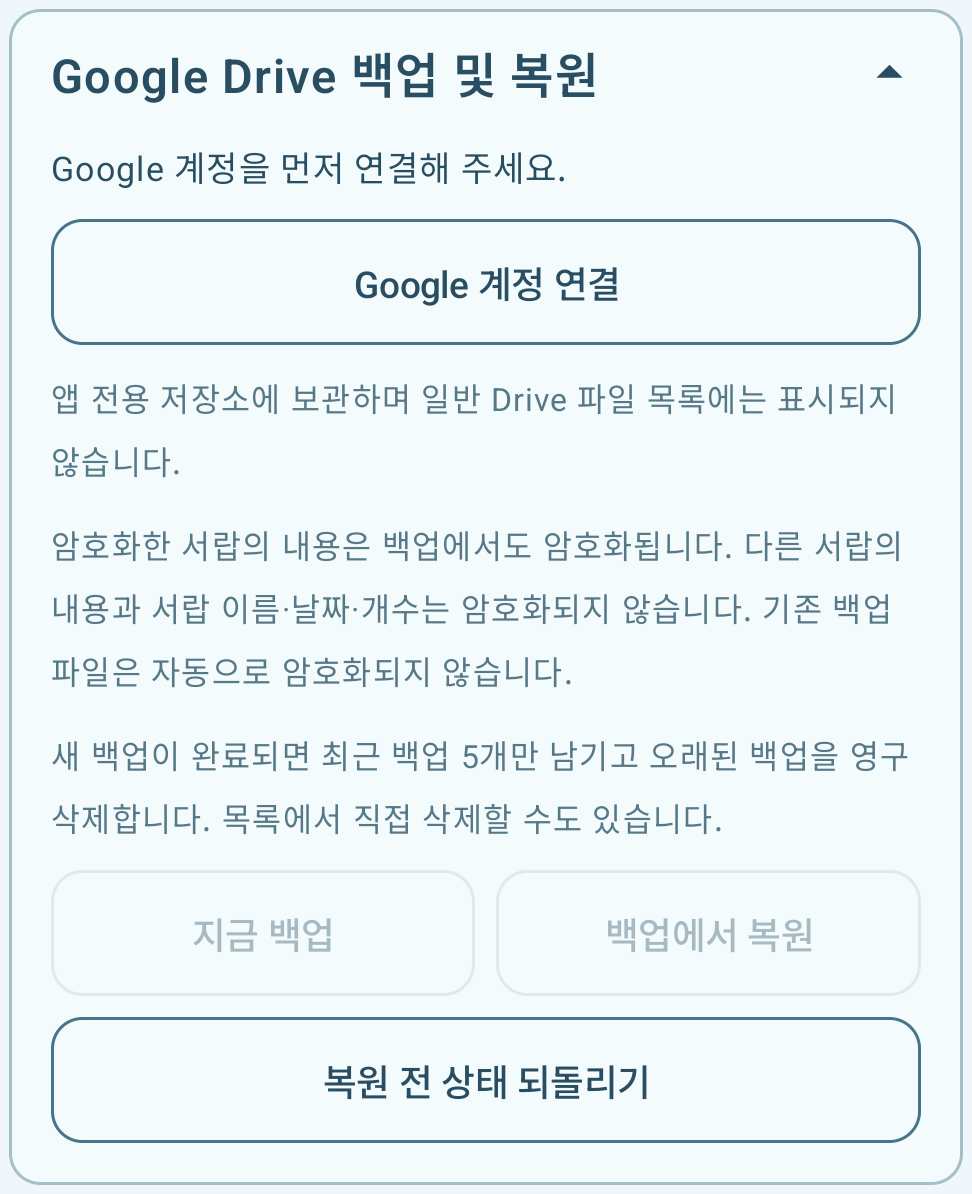 Google Drive 백업 및 복원
Google 계정을 먼저 연결해 주세요.
Google 계정 연결
앱 전용 저장소에 보관하며 일반 Drive 파일 목록에는 표시되지
않습니다.
암호화한 서랍의 내용은 백업에서도 암호화됩니다. 다른 서랍의
내용과 서랍 이름·날짜·개수는 암호화되지 않습니다. 기존 백업
파일은 자동으로 암호화되지 않습니다.
새 백업이 완료되면 최근 백업 5개만 남기고 오래된 백업을 영구
삭제합니다. 목록에서 직접 삭제할 수도 있습니다.
지금 백업
백업에서 복원
복원 전 상태 되돌리기